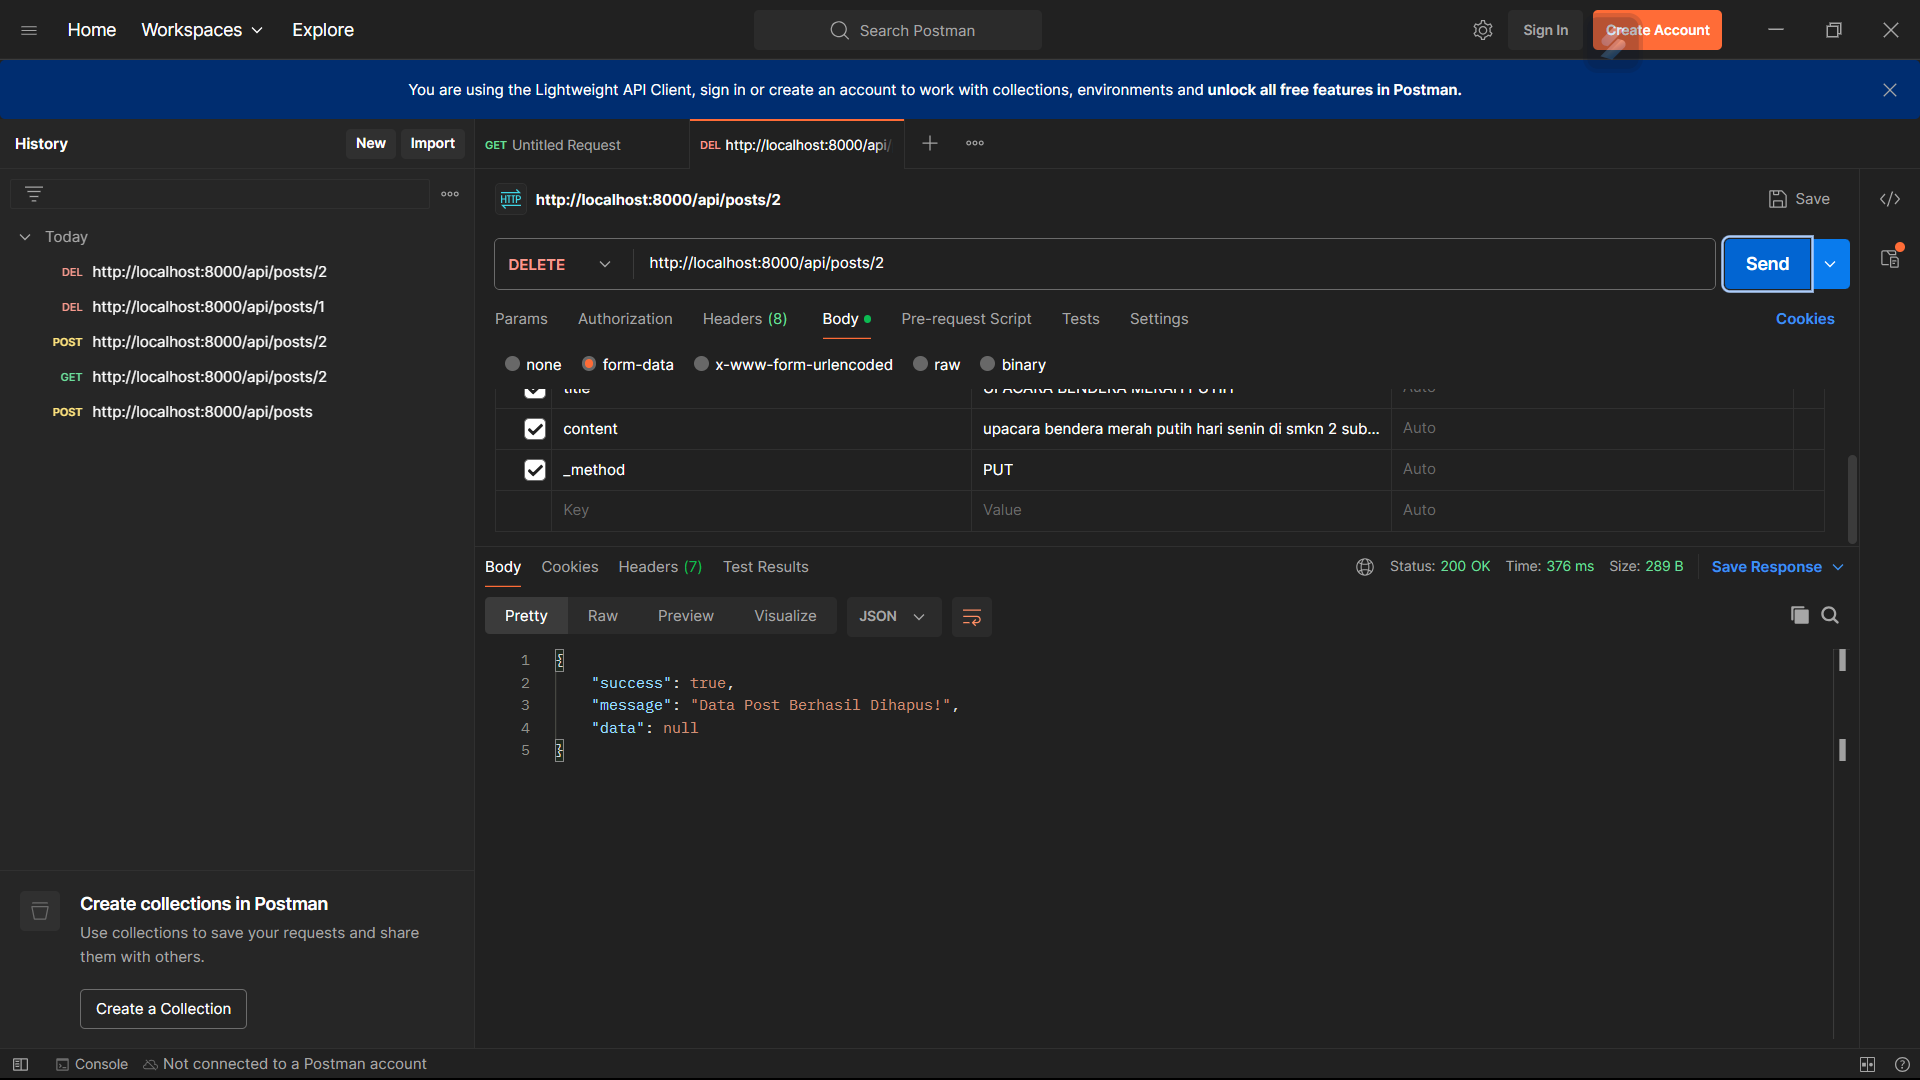 Home
Workspaces
Explore
Search Postman
Sign In
Create Account
You are using the Lightweight API Client, sign in or create an account to work with collections, environments and unlock all free features in Postman.
History
New
Import
GET Untitled Request
DEL http://localhost:8000/api/
HTTP
http://localhost:8000/api/posts/2
Save
Today
DEL http://localhost:8000/api/posts/2
DEL http://localhost:8000/api/posts/1
POST http://localhost:8000/api/posts/2
GET http://localhost:8000/api/posts/2
POST http://localhost:8000/api/posts
DELETE
http://localhost:8000/api/posts/2
Send
Params
Authorization
Headers (8)
Body
Pre-request Script
Tests
Settings
Cookies
none
form-data
x-www-form-urlencoded
raw
binary
title UPACARA BENDERA MERAH PUTIH Auto
content upacara bendera merah putih hari senin di smkn 2 sub... Auto
_method PUT Auto
Key Value Auto
Body
Cookies
Headers (7)
Test Results
Status: 200 OK Time: 376 ms Size: 289 B
Save Response
Pretty
Raw
Preview
Visualize
JSON
1 {
2 "success": true,
3 "message": "Data Post Berhasil Dihapus!",
4 "data": null
5 }
Create collections in Postman
Use collections to save your requests and share
them with others.
Create a Collection
Console
Not connected to a Postman account